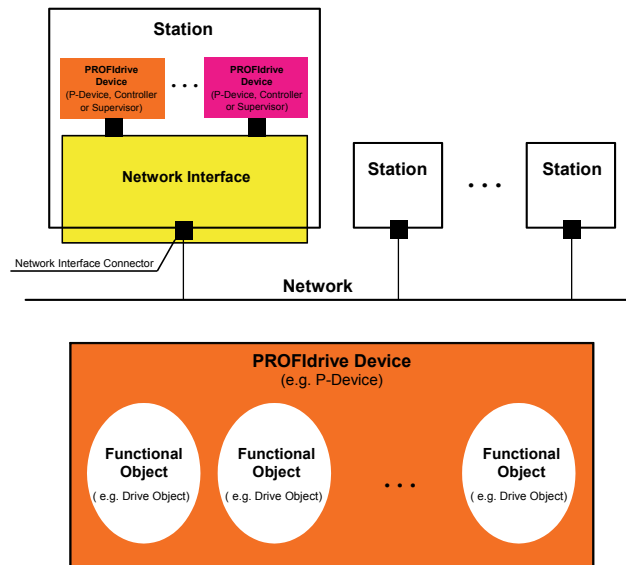 Station
PROFIdrive
Device
(P-Device, Controller
or Supervisor)
...
PROFIdrive
Device
(P-Device, Controller
or Supervisor)
Network Interface
Station
...
Station
Network Interface Connector
Network
PROFIdrive Device
(e.g. P-Device)
Functional
Object
( e.g. Drive Object)
Functional
Object
( e.g. Drive Object)
...
Functional
Object
( e.g. Drive Object)